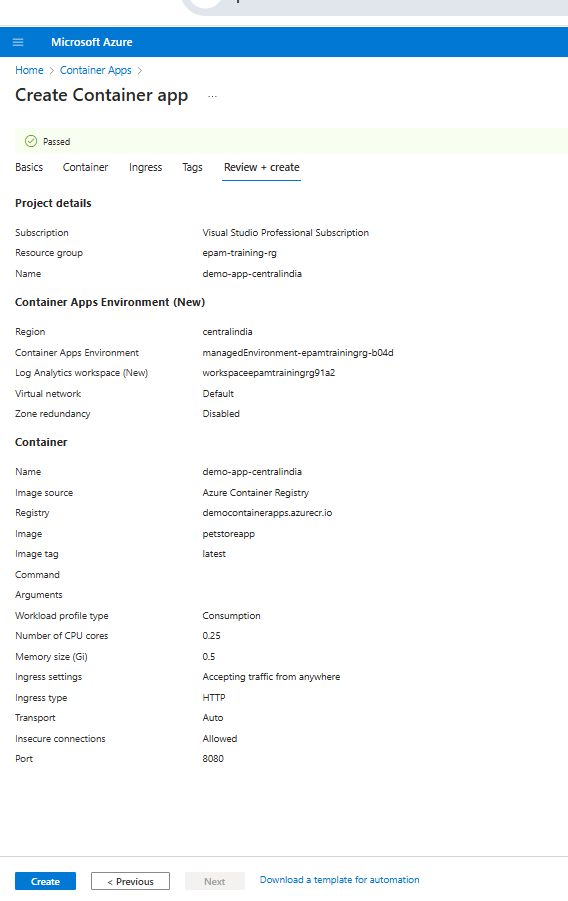 Microsoft Azure
Home > Container Apps >
Create Container app ...
Passed
Basics Container Ingress Tags Review + create
Project details
Subscription Visual Studio Professional Subscription
Resource group epam-training-rg
Name demo-app-centralindia
Container Apps Environment (New)
Region centralindia
Container Apps Environment managedEnvironment-epamtrainingrg-b04d
Log Analytics workspace (New) workspaceepamtrainingrg91a2
Virtual network Default
Zone redundancy Disabled
Container
Name demo-app-centralindia
Image source Azure Container Registry
Registry democontainerapps.azurecr.io
Image petstoreapp
Image tag latest
Command
Arguments
Workload profile type Consumption
Number of CPU cores 0.25
Memory size (Gi) 0.5
Ingress settings Accepting traffic from anywhere
Ingress type HTTP
Transport Auto
Insecure connections Allowed
Port 8080
Create < Previous Next Download a template for automation